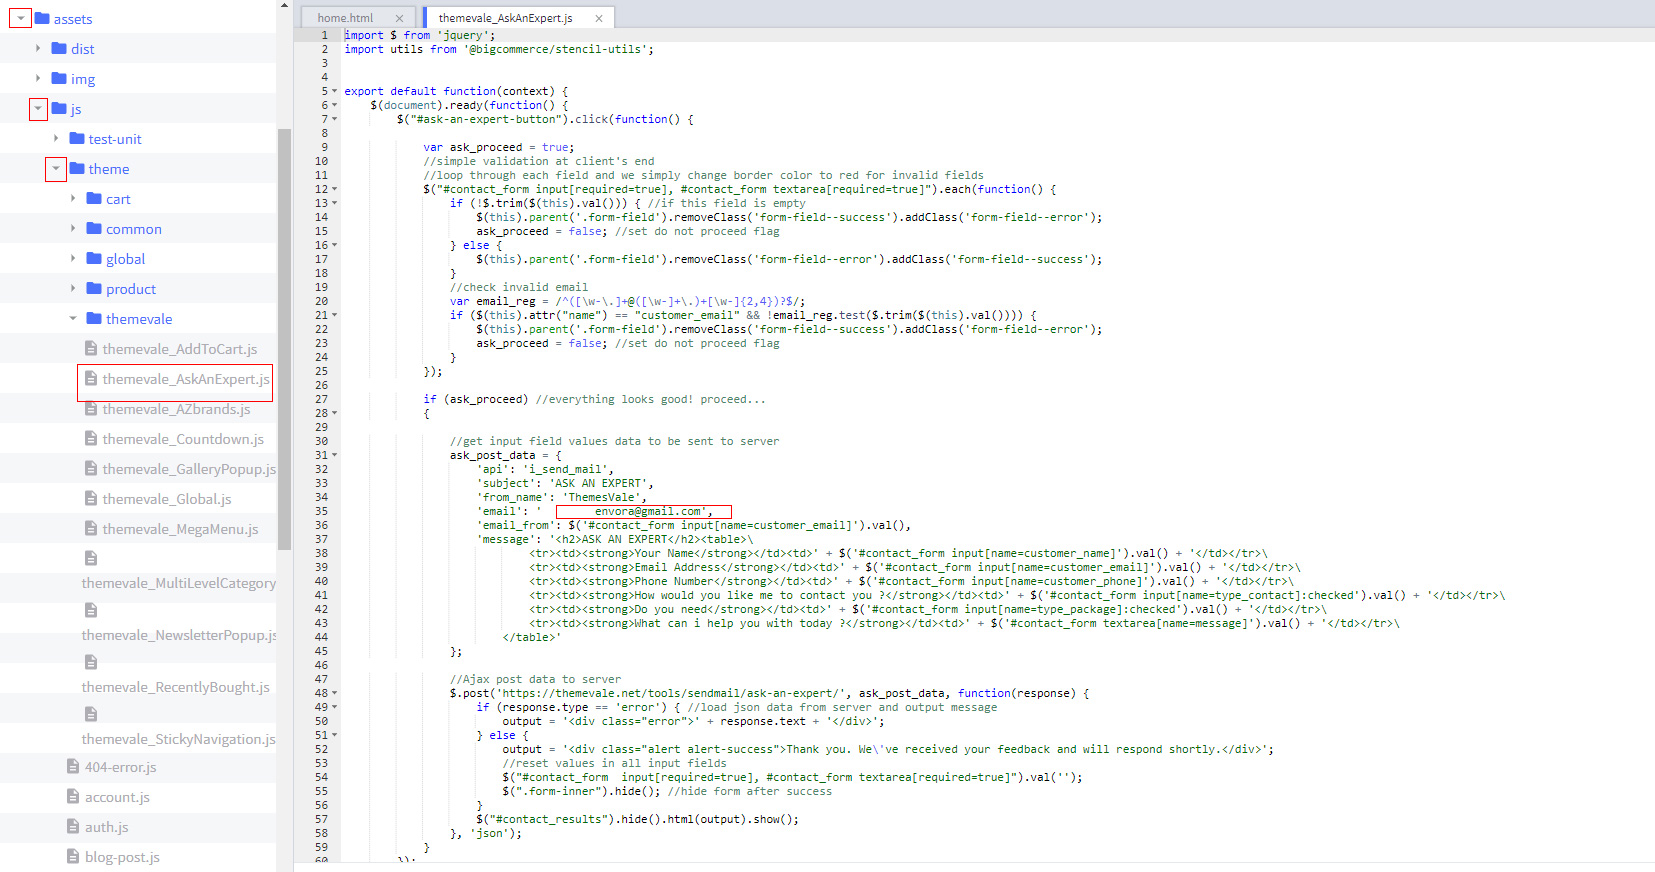 assets
dist
img
js
test-unit
theme
cart
common
global
product
themevale
themevale_AddToCart.js
themevale_AskAnExpert.js
themevale_AZbrands.js
themevale_Countdown.js
themevale_GalleryPopup.js
themevale_Global.js
themevale_MegaMenu.js
themevale_MultiLevelCategory
themevale_NewsletterPopup.js
themevale_RecentlyBought.js
themevale_StickyNavigation.js
404-error.js
account.js
auth.js
blog-post.js
home.html × themevale_AskAnExpert.js ×
1 import $ from 'jquery';
2 import utils from '@bigcommerce/stencil-utils';
3
4
5 export default function(context) {
6 $(document).ready(function() {
7 $("#ask-an-expert-button").click(function() {
8
9 var ask_proceed = true;
10 //simple validation at client's end
11 //loop through each field and we simply change border color to red for invalid fields
12 $("#contact_form input[required=true], #contact_form textarea[required=true]").each(function() {
13 if (!$.trim($(this).val())) { //if this field is empty
14 $(this).parent('.form-field').removeClass('form-field--success').addClass('form-field--error');
15 ask_proceed = false; //set do not proceed flag
16 } else {
17 $(this).parent('.form-field').removeClass('form-field--error').addClass('form-field--success');
18 }
19 //check invalid email
20 var email_reg = /^([\w-\.]+@([\w-]+\.)+[\w-]{2,4})?$/;
21 if ($(this).attr("name") == "customer_email" && !email_reg.test($.trim($(this).val()))) {
22 $(this).parent('.form-field').removeClass('form-field--success').addClass('form-field--error');
23 ask_proceed = false; //set do not proceed flag
24 }
25 });
26
27 if (ask_proceed) //everything looks good! proceed...
28 {
29
30 //get input field values data to be sent to server
31 ask_post_data = {
32 'api': 'i_send_mail',
33 'subject': 'ASK AN EXPERT',
34 'from_name': 'ThemesVale',
35 'email': ' envora@gmail.com',
36 'email_from': $('#contact_form input[name=customer_email]').val(),
37 'message': '<h2>ASK AN EXPERT</h2><table>\
38 <tr><td><strong>Your Name</strong></td><td>' + $('#contact_form input[name=customer_name]').val() + '</td></tr>\
39 <tr><td><strong>Email Address</strong></td><td>' + $('#contact_form input[name=customer_email]').val() + '</td></tr>\
40 <tr><td><strong>Phone Number</strong></td><td>' + $('#contact_form input[name=customer_phone]').val() + '</td></tr>\
41 <tr><td><strong>How would you like me to contact you ?</strong></td><td>' + $('#contact_form input[name=type_contact]:checked').val() + '</td></tr>\
42 <tr><td><strong>Do you need</strong></td><td>' + $('#contact_form input[name=type_package]:checked').val() + '</td></tr>\
43 <tr><td><strong>What can i help you with today ?</strong></td><td>' + $('#contact_form textarea[name=message]').val() + '</td></tr>\
44 </table>'
45 };
46
47 //Ajax post data to server
48 $.post('https://themevale.net/tools/sendmail/ask-an-expert/', ask_post_data, function(response) {
49 if (response.type == 'error') { //load json data from server and output message
50 output = '<div class="error">' + response.text + '</div>';
51 } else {
52 output = '<div class="alert alert-success">Thank you. We\'ve received your feedback and will respond shortly.</div>';
53 //reset values in all input fields
54 $("#contact_form  input[required=true], #contact_form textarea[required=true]").val('');
55 $(".form-inner").hide(); //hide form after success
56 }
57 $("#contact_results").hide().html(output).show();
58 }, 'json');
59 }
60 });